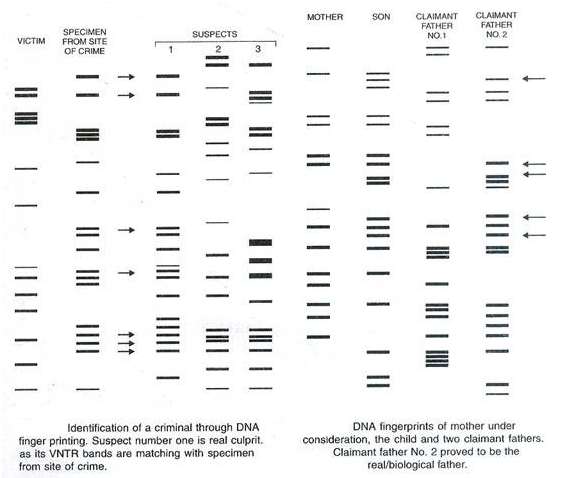 VICTIM
SPECIMEN
FROM SITE
OF CRIME
SUSPECTS
1 2 3
MOTHER
SON
CLAIMANT
FATHER
NO.1
CLAIMANT
FATHER
NO. 2
Identification of a criminal through DNA
finger printing. Suspect number one is real culprit.
as its VNTR bands are matching with specimen
from site of crime.
DNA fingerprints of mother under
consideration, the child and two claimant fathers.
Claimant father No. 2 proved to be the
real/biological father.